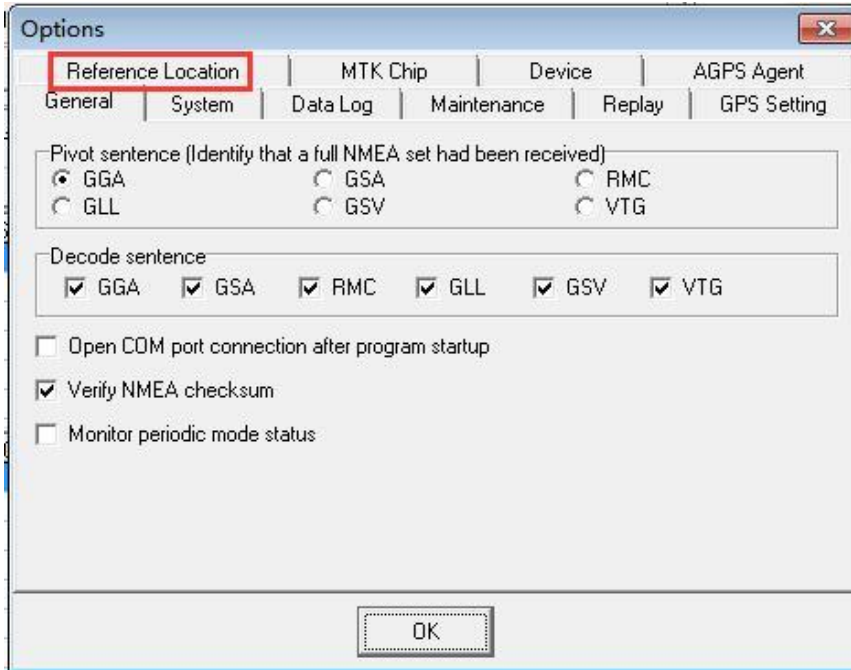 Options
Reference Location MTK Chip Device AGPS Agent
General System Data Log Maintenance Replay GPS Setting
Pivot sentence (Identify that a full NMEA set had been received)
GGA GSA RMC
GLL GSV VTG
Decode sentence
GGA GSA RMC GLL GSV VTG
Open COM port connection after program startup
Verify NMEA checksum
Monitor periodic mode status
OK